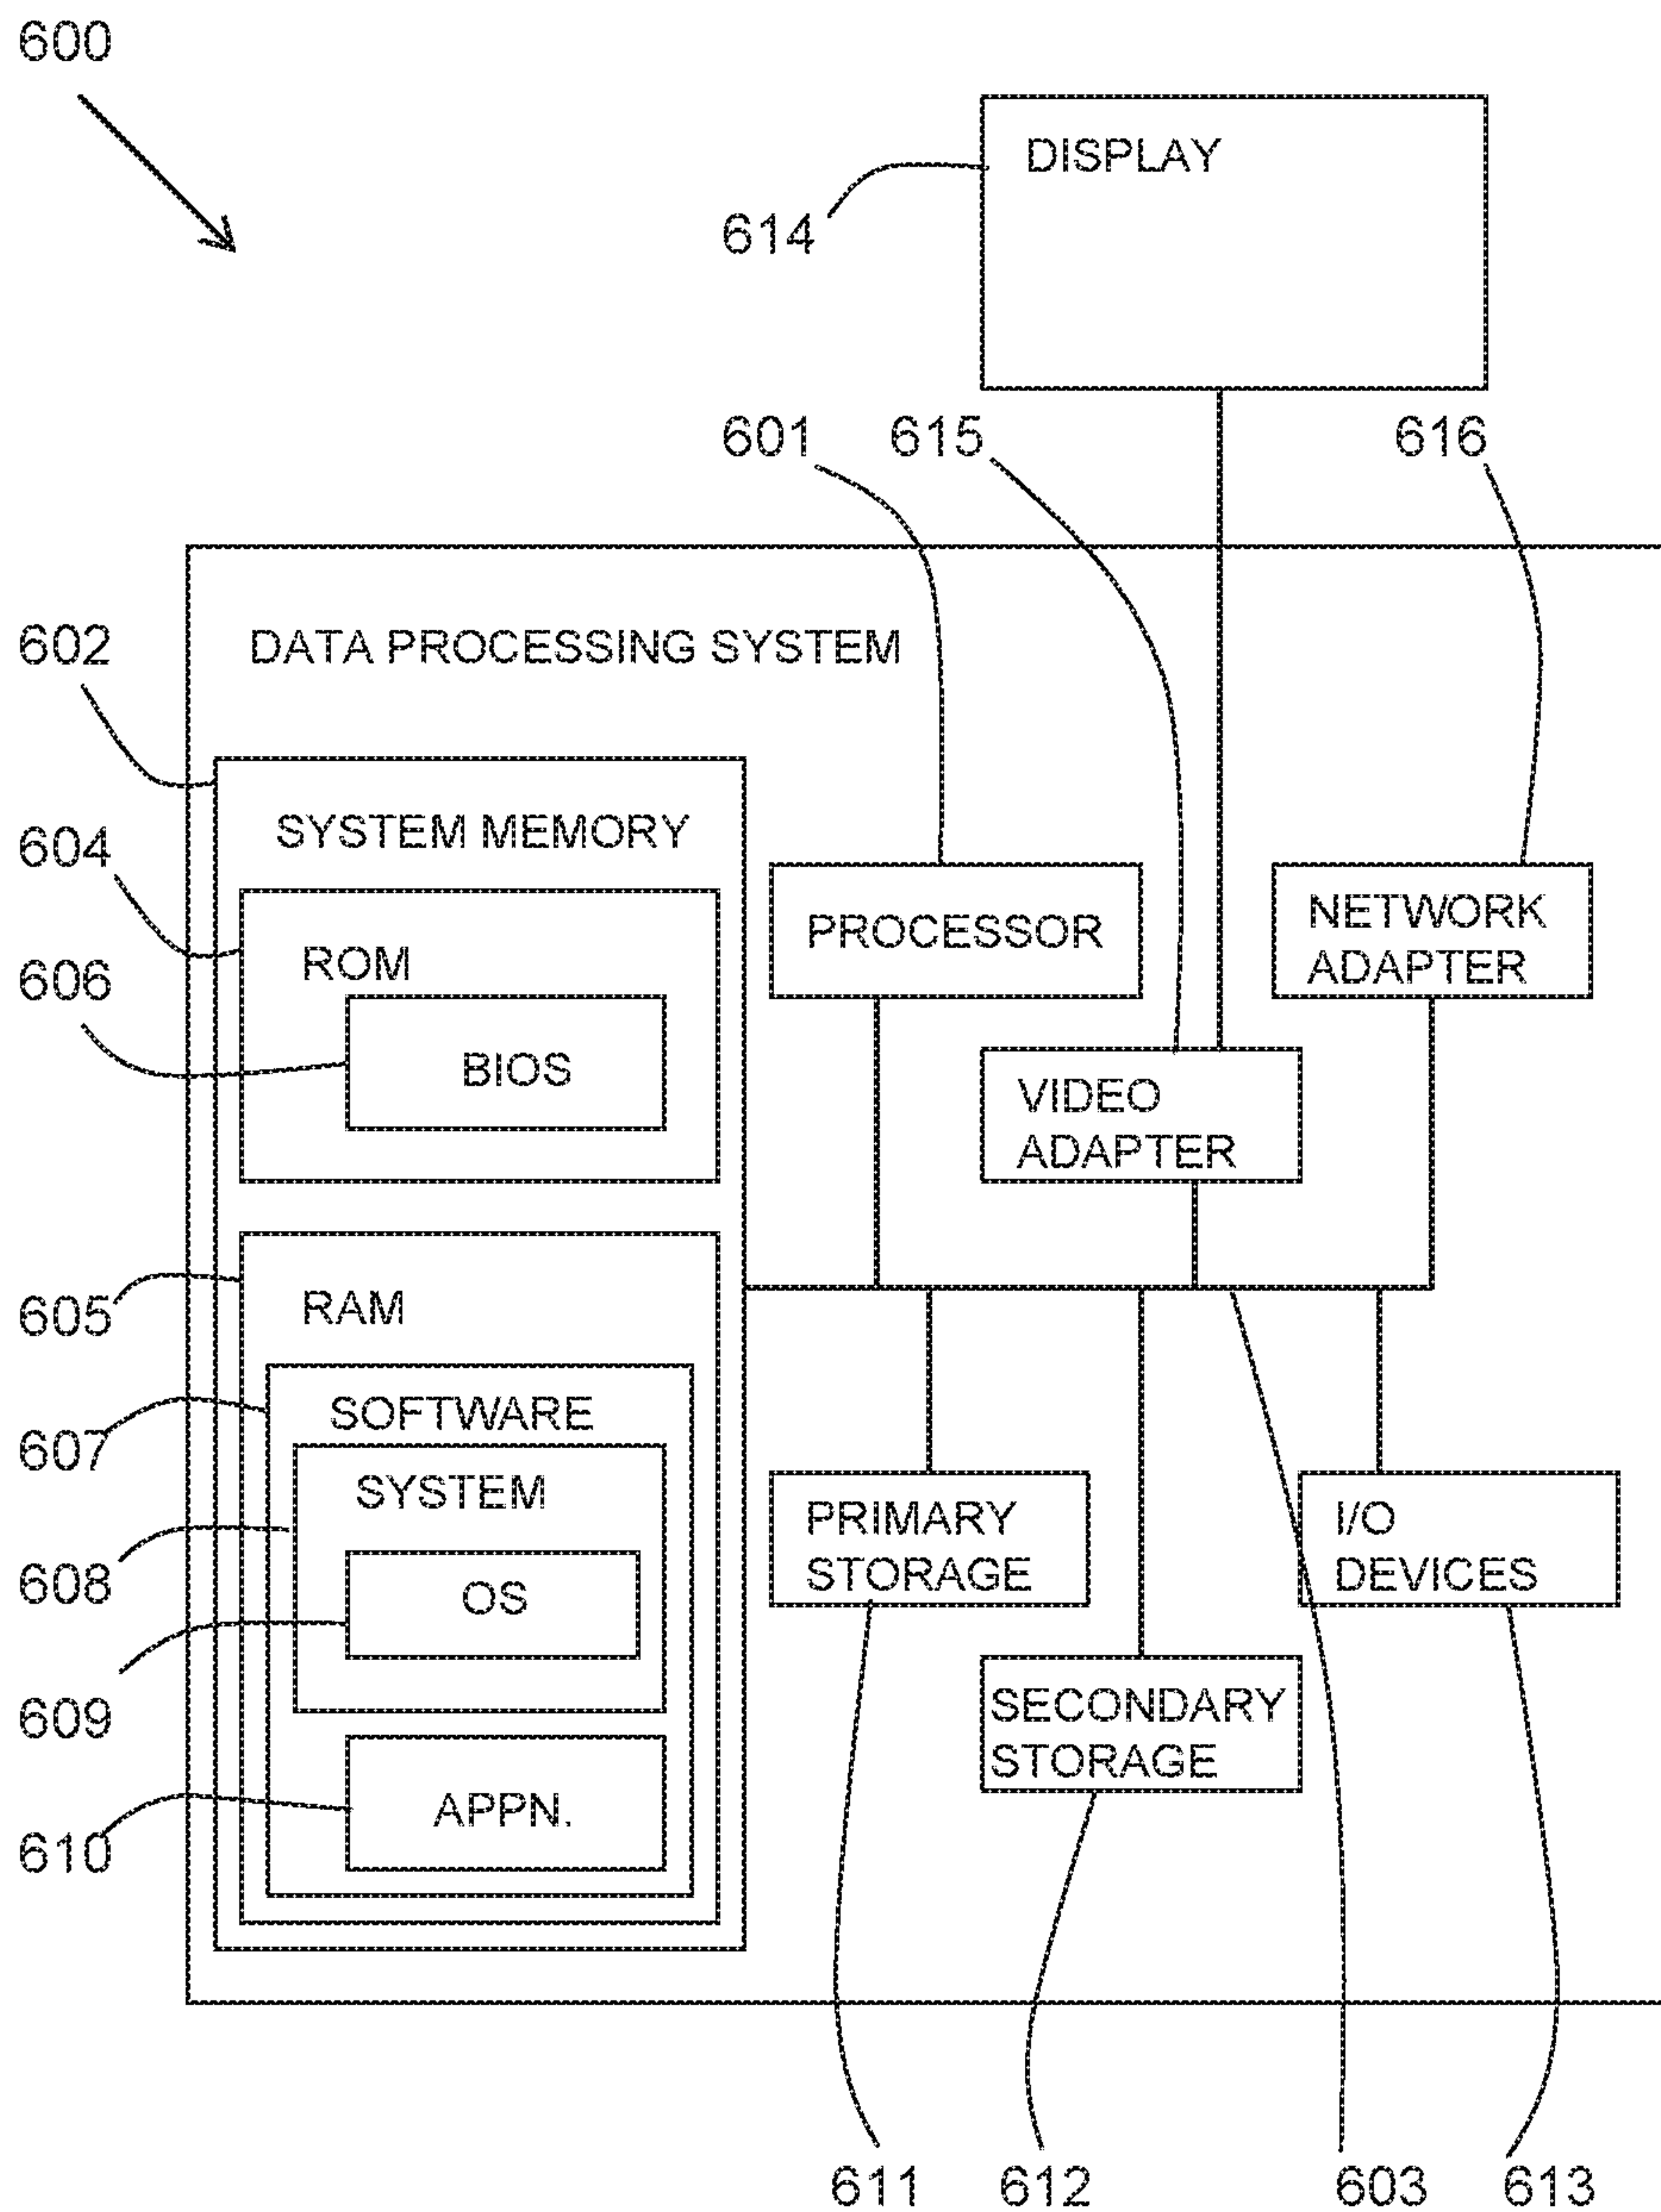 600
DISPLAY
614
601
615
616
602
DATA PROCESSING SYSTEM
SYSTEM MEMORY
604
ROM
PROCESSOR
NETWORK
ADAPTER
606
BIOS
VIDEO
ADAPTER
605
RAM
607
SOFTWARE
SYSTEM
PRIMARY
STORAGE
I/O
DEVICES
608
OS
609
SECONDARY
STORAGE
610
APPN.
611
612
603
613